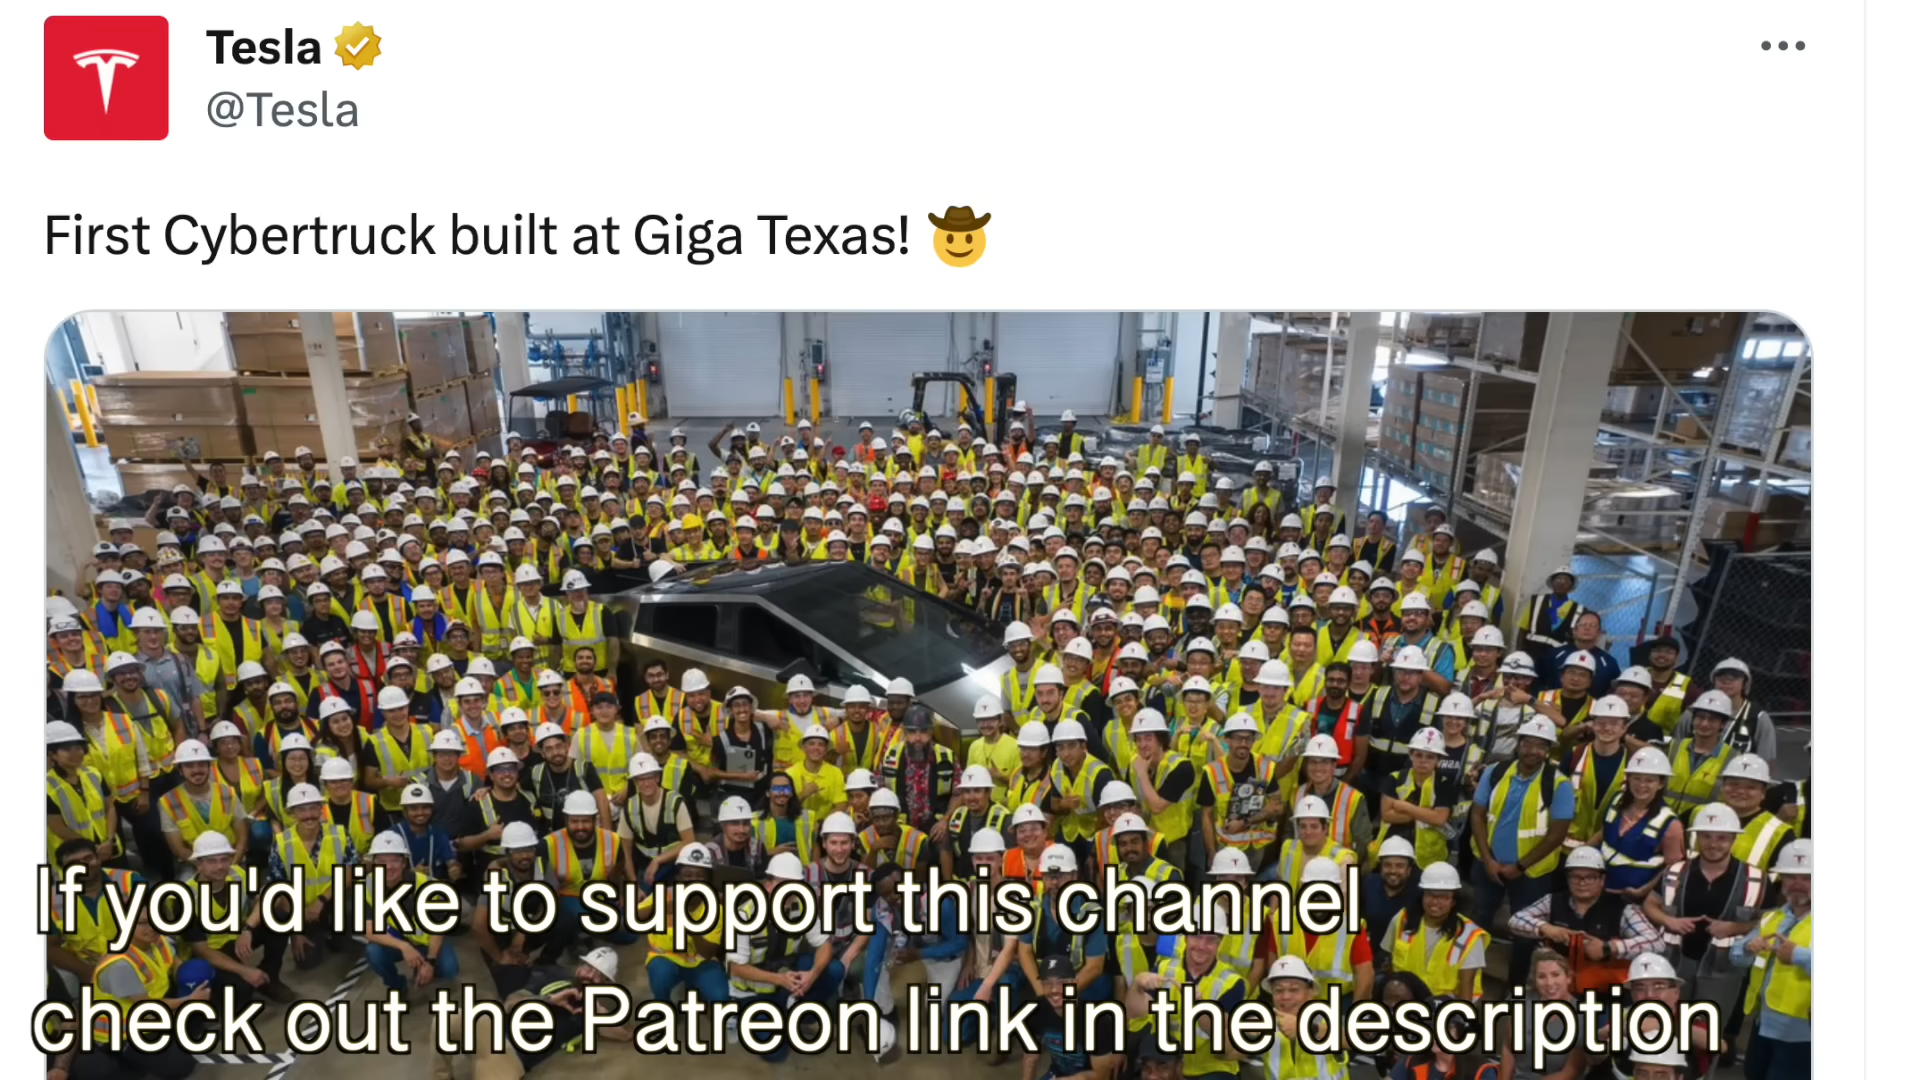 Tesla
@Tesla
First Cybertruck built at Giga Texas! 🤠
If you'd like to support this channel
check out the Patreon link in the description